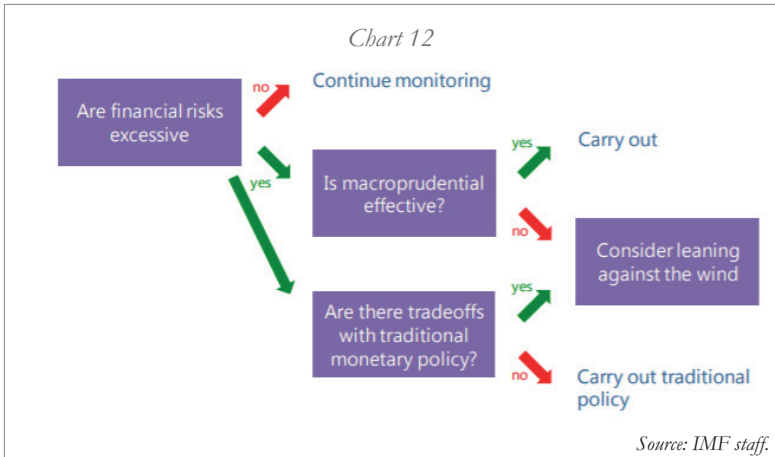 Chart 12
Are financial risks
excessive
no
Continue monitoring
yes
Is macroprudential
effective?
yes
Carry out
no
Consider leaning
against the wind
Are there tradeoffs
with traditional
monetary policy?
yes
no
Carry out traditional
policy
Source: IMF staff.